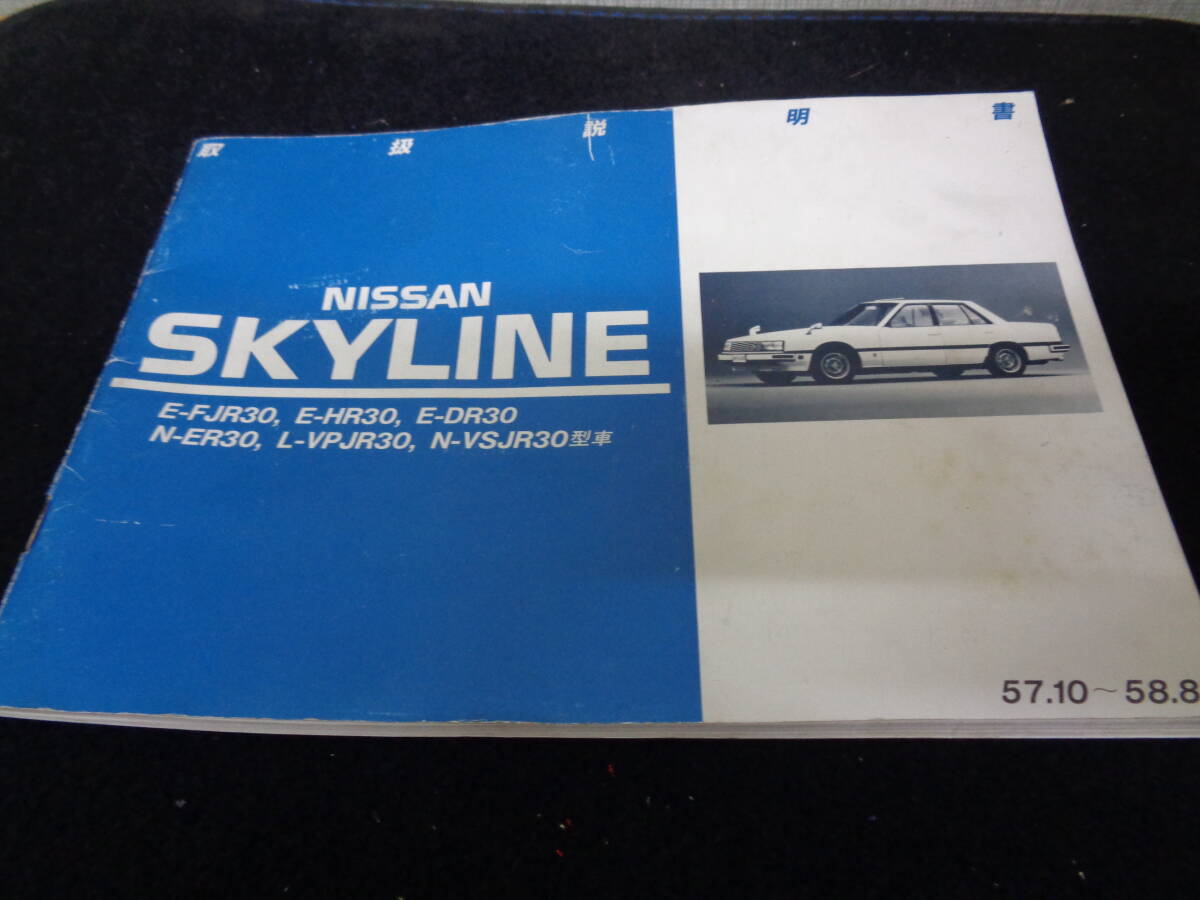 取扱説明書
NISSAN
SKYLINE
E-FJR30, E-HR30, E-DR30
N-ER30, L-VPJR30, N-VSJR30型車
57.10～58.8